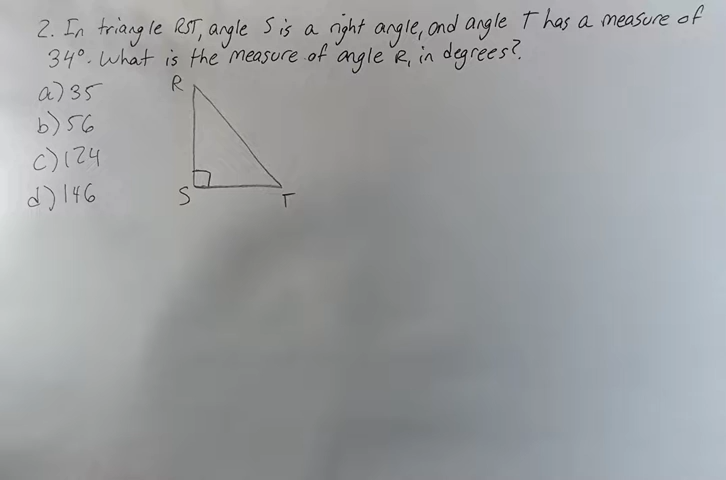 2. In triangle RST, angle S is a right angle, and angle T has a measure of
34°. What is the measure of angle R, in degrees?
a) 35
b) 56
c) 124
d) 146
R
S
T